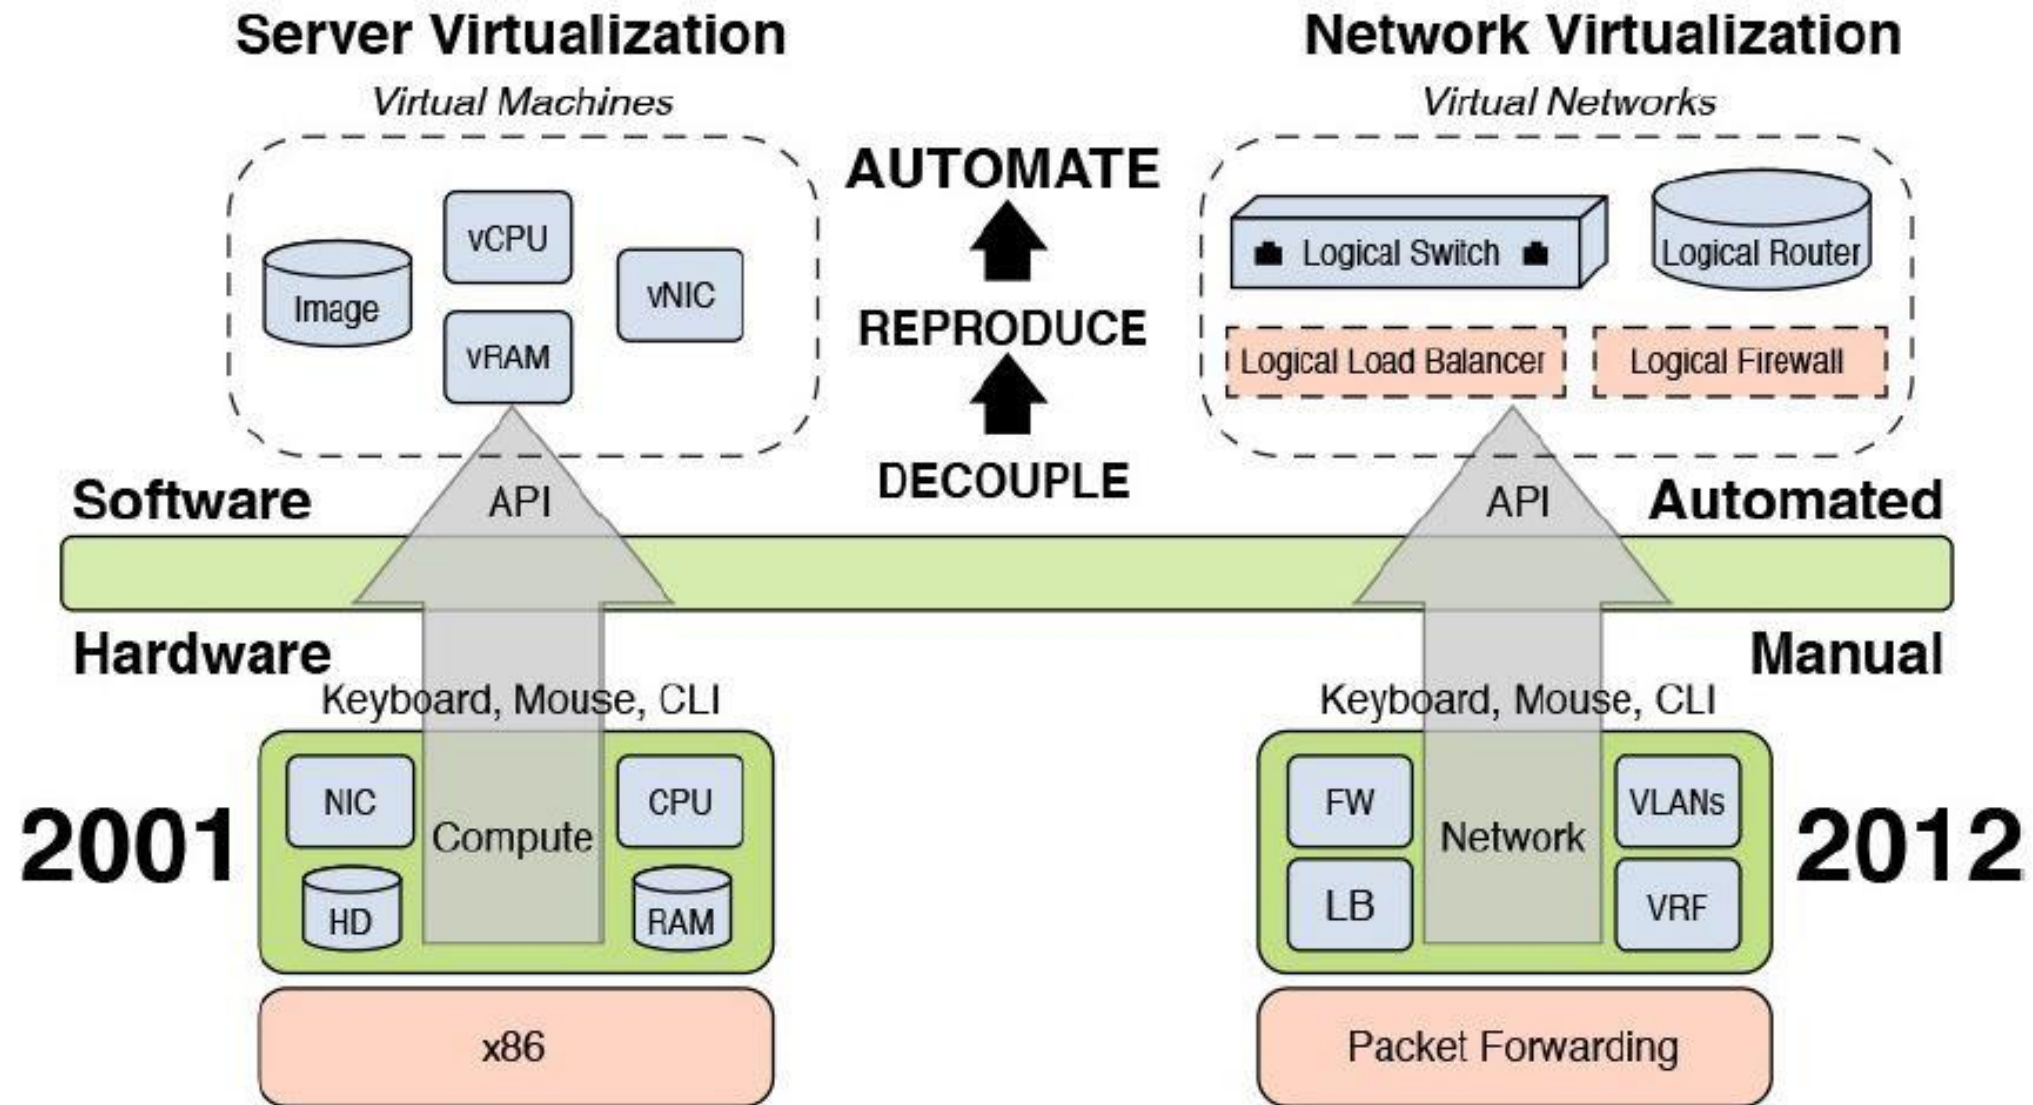 Server Virtualization
Network Virtualization
Virtual Machines
Virtual Networks
AUTOMATE
REPRODUCE
DECOUPLE
Image
vCPU
vRAM
vNIC
Logical Switch
Logical Router
Logical Load Balancer
Logical Firewall
Software
API
API
Automated
Hardware
Manual
Keyboard, Mouse, CLI
Keyboard, Mouse, CLI
2001
NIC
CPU
Compute
HD
RAM
FW
VLANs
Network
LB
VRF
2012
x86
Packet Forwarding